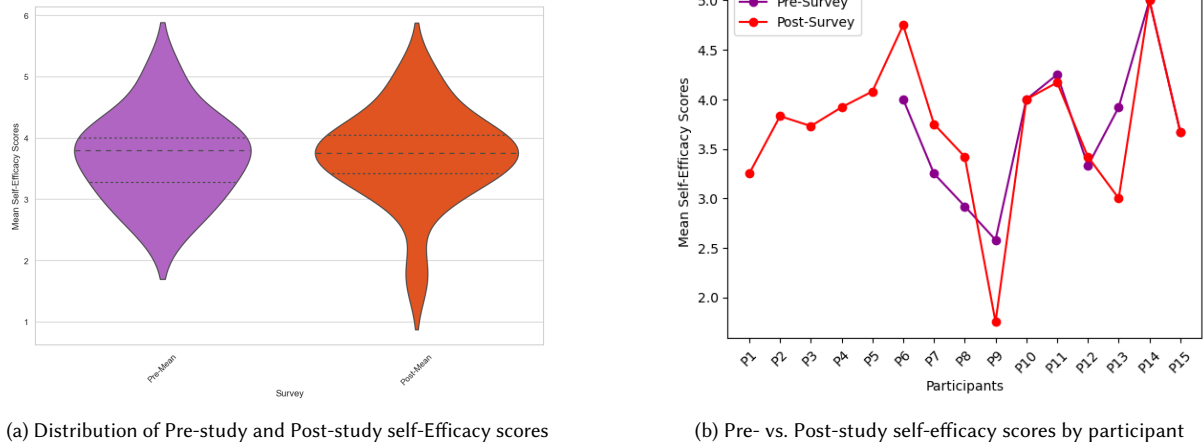 6
5
4
3
2
1
Mean Self-Efficacy Scores
Pre-Mean
Post-Mean
Survey
(a) Distribution of Pre-study and Post-study self-Efficacy scores
Pre-Survey
Post-Survey
5.0
4.5
4.0
3.5
3.0
2.5
2.0
Mean Self-Efficacy Scores
P1
P2
P3
P4
P5
P6
P7
P8
P9
P10
P11
P12
P13
P14
P15
Participants
(b) Pre- vs. Post-study self-efficacy scores by participant